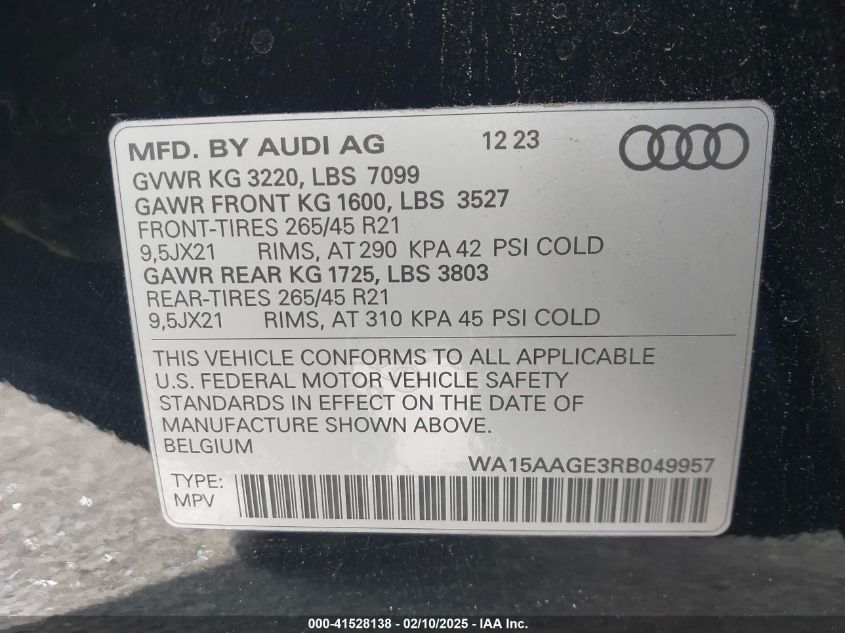 MFD. BY AUDI AG 12 23
GVWR KG 3220, LBS 7099
GAWR FRONT KG 1600, LBS 3527
FRONT-TIRES 265/45 R21
9,5JX21 RIMS, AT 290 KPA 42 PSI COLD
GAWR REAR KG 1725, LBS 3803
REAR-TIRES 265/45 R21
9,5JX21 RIMS, AT 310 KPA 45 PSI COLD
THIS VEHICLE CONFORMS TO ALL APPLICABLE
U.S. FEDERAL MOTOR VEHICLE SAFETY
STANDARDS IN EFFECT ON THE DATE OF
MANUFACTURE SHOWN ABOVE.
BELGIUM
WA15AAGE3RB049957
TYPE:
MPV
000-41528138 - 02/10/2025 - IAA Inc.